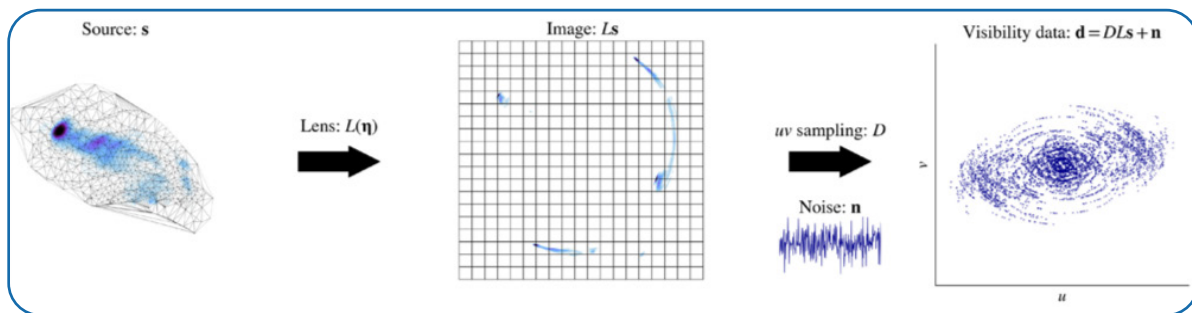 Source: s
Image: Ls
Visibility data: d = DLs + n
Lens: L(η)
uv sampling: D
Noise: n
v
u